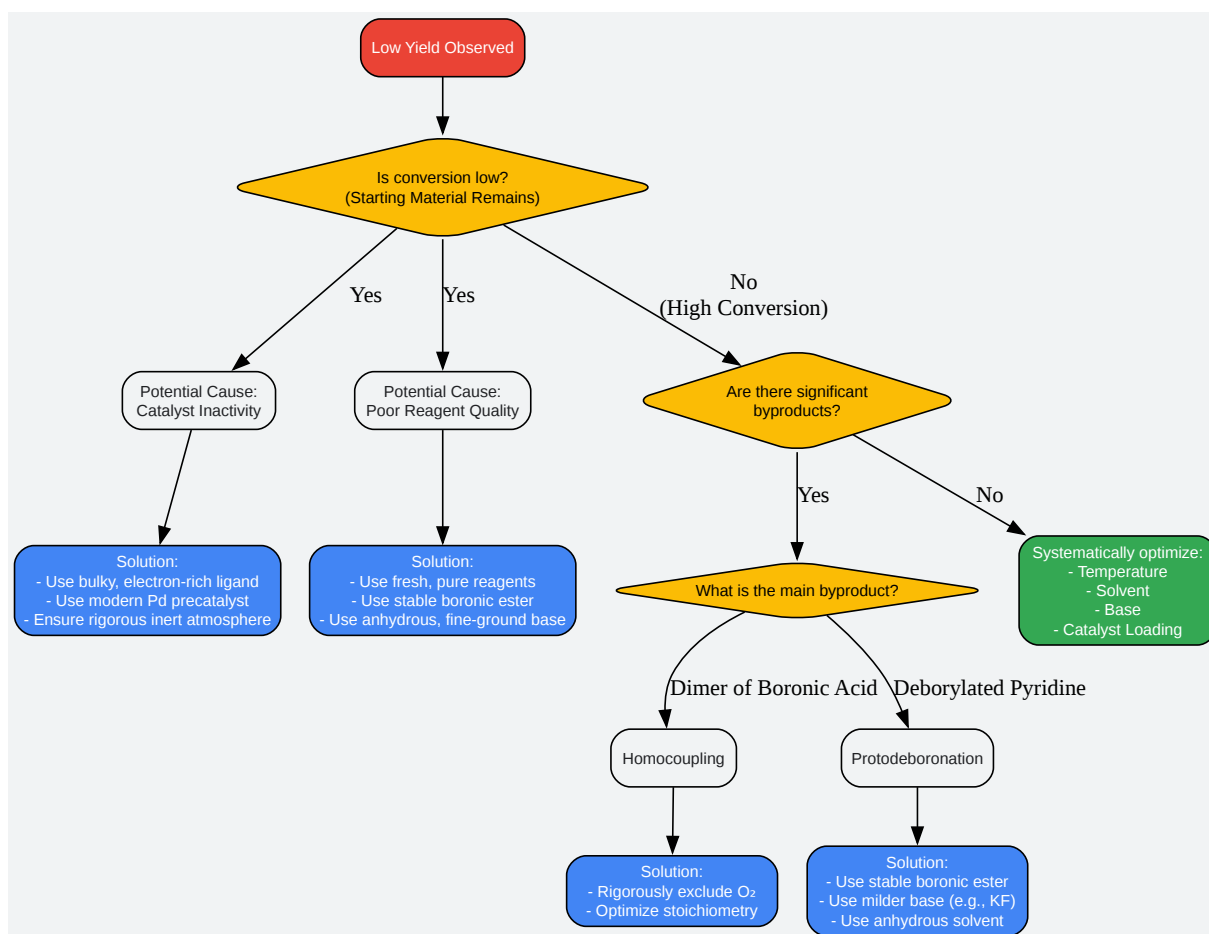 Low Yield Observed
Is conversion low?
(Starting Material Remains)
Yes
Yes
No
(High Conversion)
Potential Cause:
Catalyst Inactivity
Potential Cause:
Poor Reagent Quality
Are there significant
byproducts?
Yes
No
Solution:
- Use bulky, electron-rich ligand
- Use modern Pd precatalyst
- Ensure rigorous inert atmosphere
Solution:
- Use fresh, pure reagents
- Use stable boronic ester
- Use anhydrous, fine-ground base
What is the main byproduct?
Systematically optimize:
- Temperature
- Solvent
- Base
- Catalyst Loading
Dimer of Boronic Acid
Deborylated Pyridine
Homocoupling
Protodeboronation
Solution:
- Rigorously exclude O₂
- Optimize stoichiometry
Solution:
- Use stable boronic ester
- Use milder base (e.g., KF)
- Use anhydrous solvent